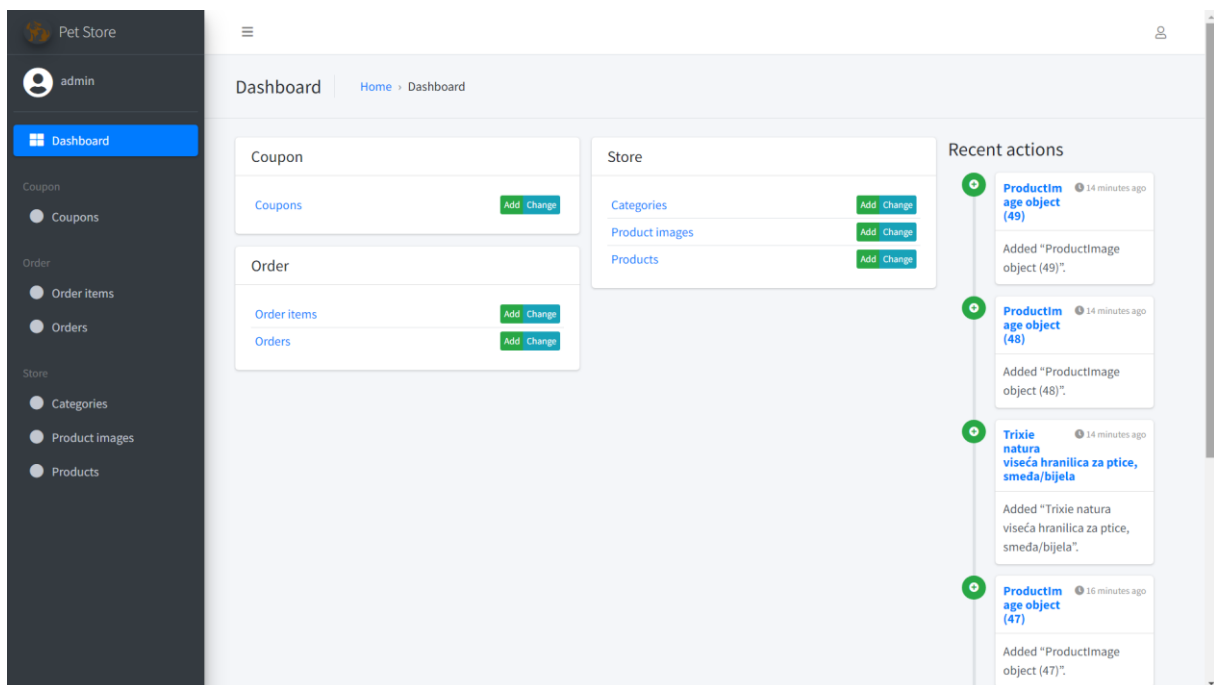 Pet Store
admin
Dashboard
Coupon
Coupons
Order
Order items
Orders
Store
Categories
Product images
Products
Dashboard
Home › Dashboard
Coupon
Coupons Add Change
Order
Order items Add Change
Orders Add Change
Store
Categories Add Change
Product images Add Change
Products Add Change
Recent actions
ProductIm 14 minutes ago
age object
(49)
Added “ProductImage
object (49)”.
ProductIm 14 minutes ago
age object
(48)
Added “ProductImage
object (48)”.
Trixie 14 minutes ago
natura
viseća hranilica za ptice,
smeđa/bijela
Added “Trixie natura
viseća hranilica za ptice,
smeđa/bijela”.
ProductIm 16 minutes ago
age object
(47)
Added “ProductImage
object (47)”.